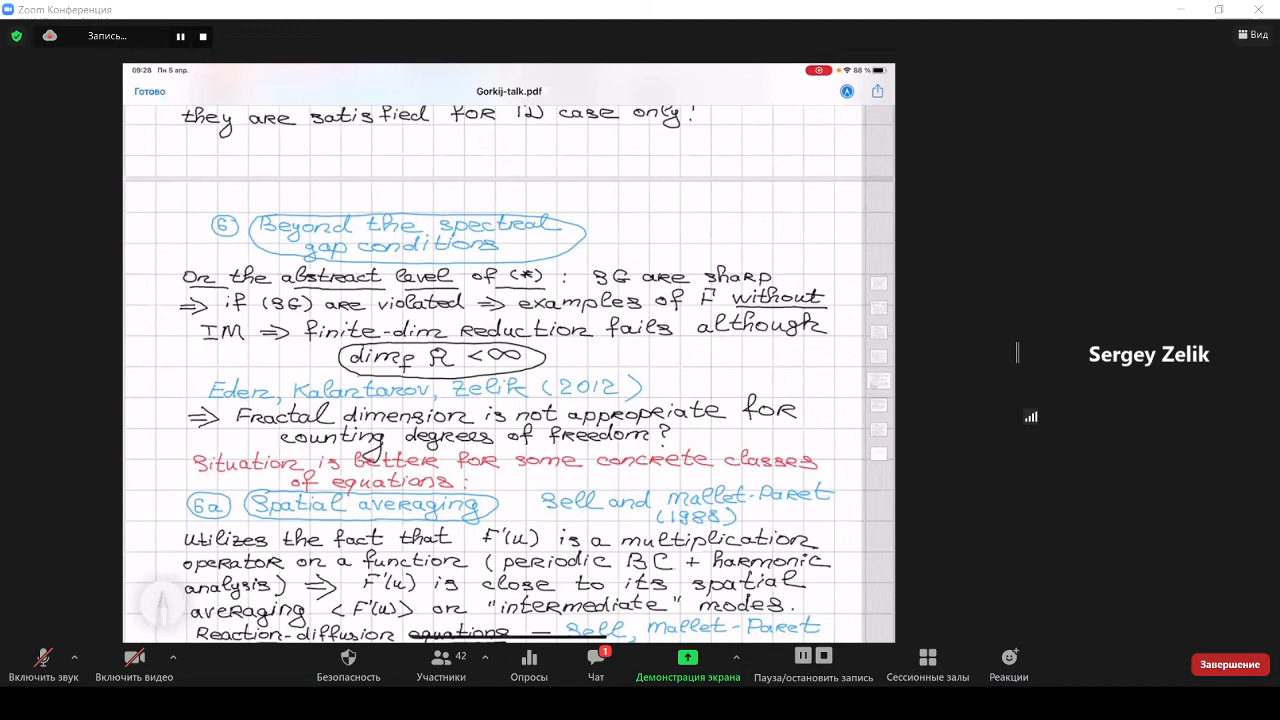 Zoom Конференция
Запись...
Вид
09:28 Пн 5 апр.
86 %
Готово
Gorkij-talk.pdf
they are satisfied for 1D case only!
6 Beyond the spectral
gap conditions
On the abstract level of (*) : SG are sharp
⇒ if (SG) are violated ⇒ examples of F without
IM ⇒ finite-dim reduction fails although
dim_F A < ∞
Eden, Kalantarov, Zelik (2012)
⇒ Fractal dimension is not appropriate for
counting degrees of freedom?
Situation is better for some concrete classes
of equations:
6a Spatial averaging Sell and Mallet-Paret
(1988)
utilizes the fact that F'(u) is a multiplication
operator on a function (periodic BC + harmonic
analysis) ⇒ F'(u) is close to its spatial
averaging <F'(u)> on "intermediate" modes.
Reaction-diffusion equations – Sell, Mallet-Paret
Sergey Zelik
Включить звук
Включить видео
Безопасность
42
Участники
Опросы
1
Чат
Демонстрация экрана
Пауза/остановить запись
Сессионные залы
Реакции
Завершение